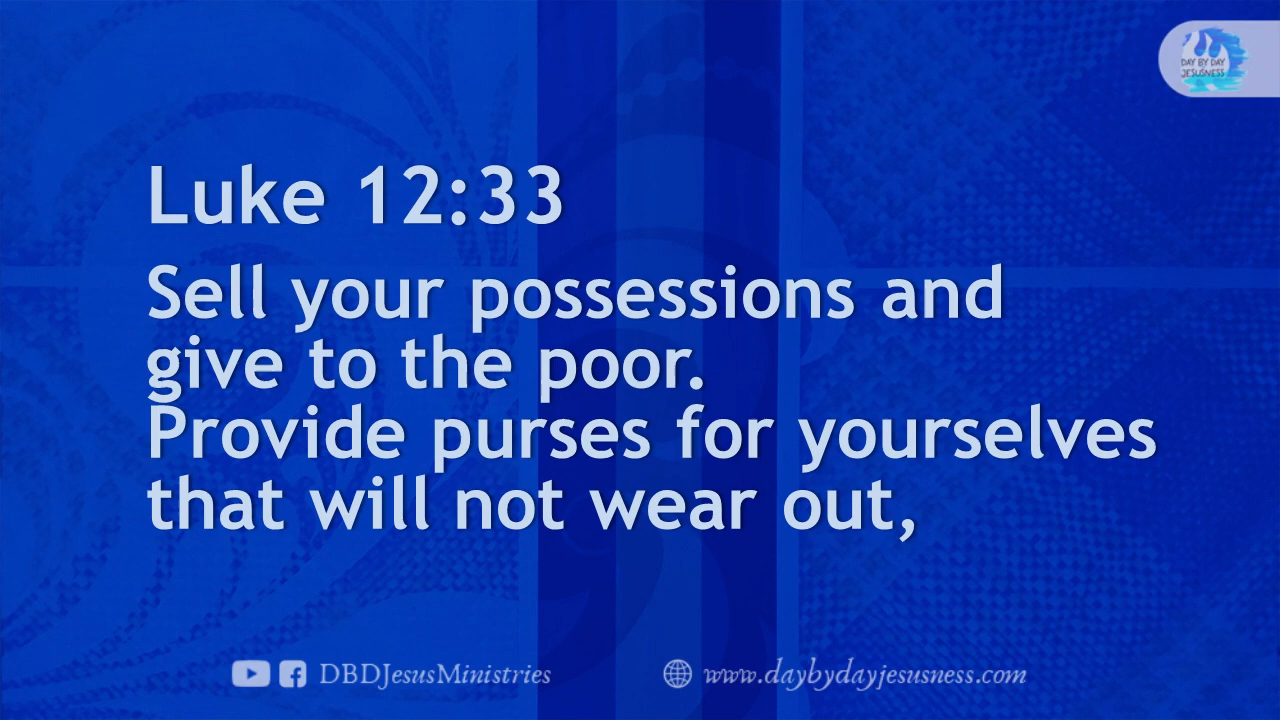 DAY BY DAY
JESUSNESS
Luke 12:33
Sell your possessions and
give to the poor.
Provide purses for yourselves
that will not wear out,
DBDJesusMinistries
www.daybydayjesusness.com